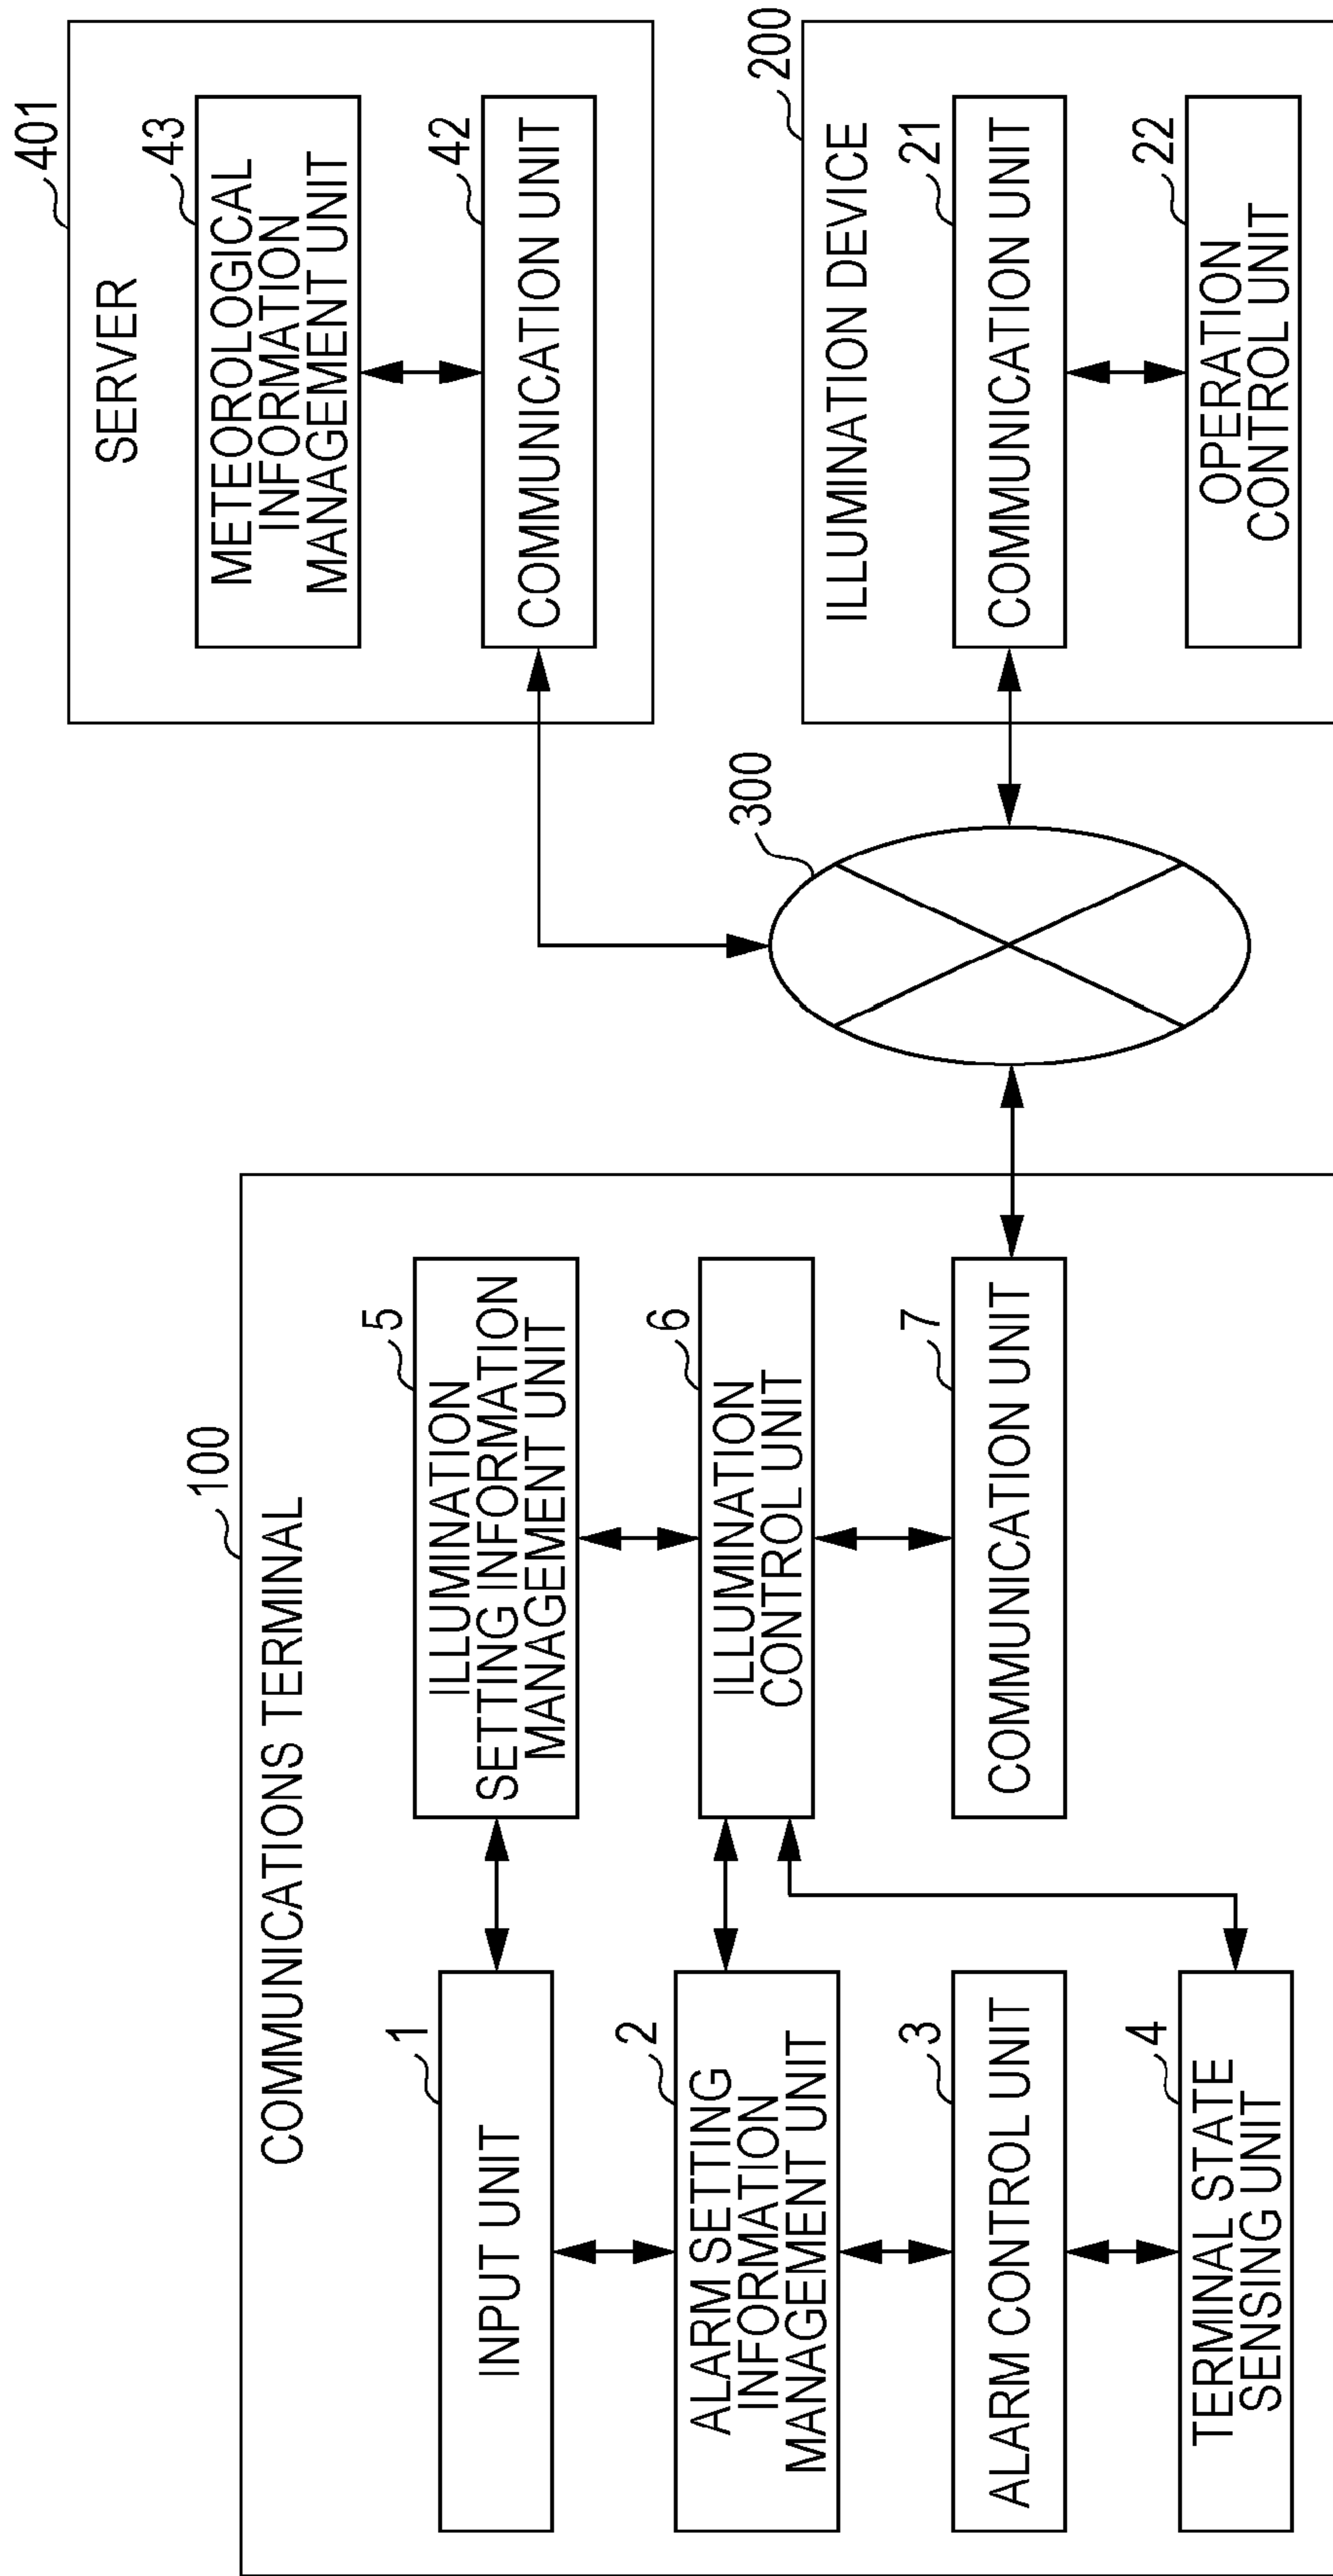 100
COMMUNICATIONS TERMINAL
1
INPUT UNIT
2
ALARM SETTING
INFORMATION
MANAGEMENT UNIT
3
ALARM CONTROL UNIT
4
TERMINAL STATE
SENSING UNIT
5
ILLUMINATION
SETTING INFORMATION
MANAGEMENT UNIT
6
ILLUMINATION
CONTROL UNIT
7
COMMUNICATION UNIT
300
401
SERVER
43
METEOROLOGICAL
INFORMATION
MANAGEMENT UNIT
42
COMMUNICATION UNIT
200
ILLUMINATION DEVICE
21
COMMUNICATION UNIT
22
OPERATION
CONTROL UNIT